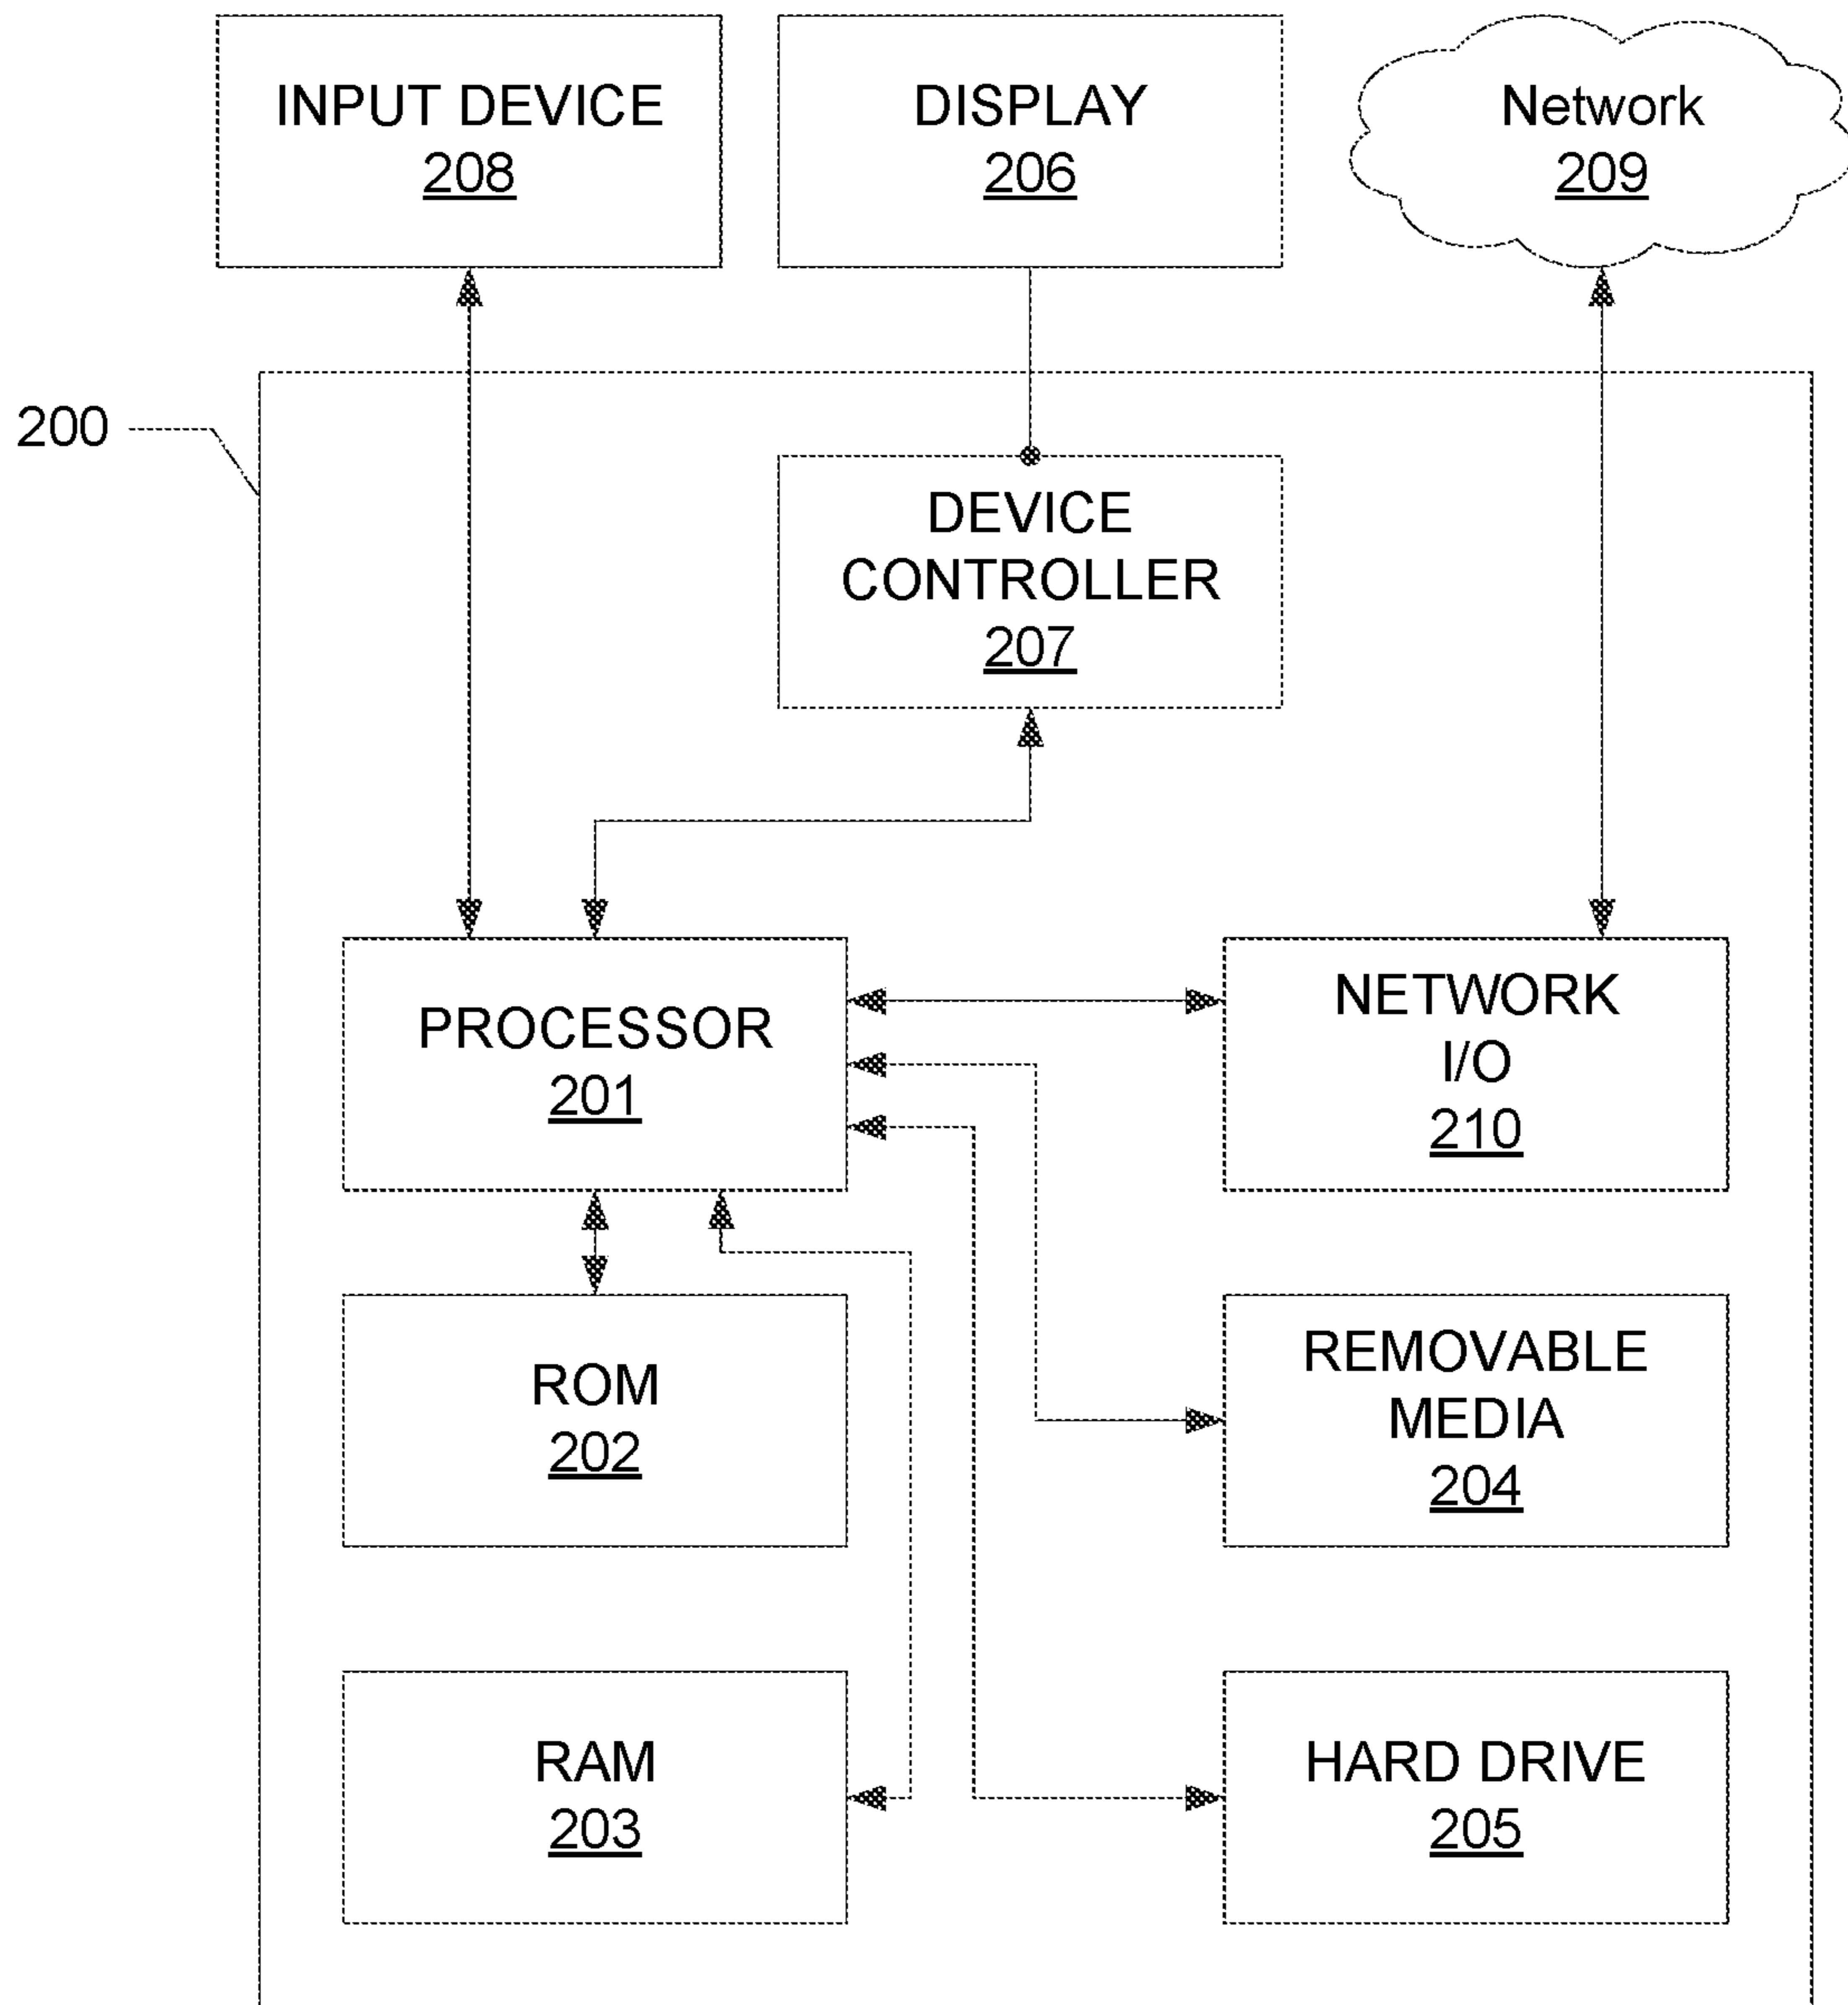 INPUT DEVICE
208
DISPLAY
206
Network
209
200
DEVICE
CONTROLLER
207
PROCESSOR
201
NETWORK
I/O
210
ROM
202
REMOVABLE
MEDIA
204
RAM
203
HARD DRIVE
205